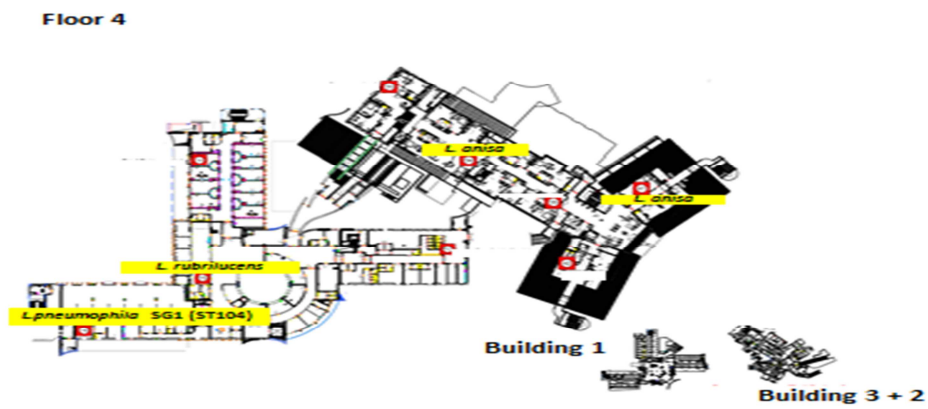 Floor 4
L. anisa
L. anisa
L. rubrilucens
L.pneumophila SG1 (ST104)
Building 1
Building 3 + 2